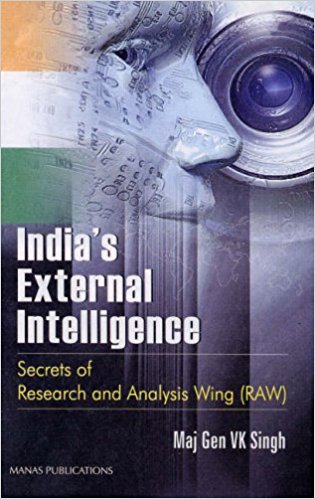 India's
External
Intelligence
Secrets of
Research and Analysis Wing (RAW)
Maj Gen VK Singh
MANAS PUBLICATIONS